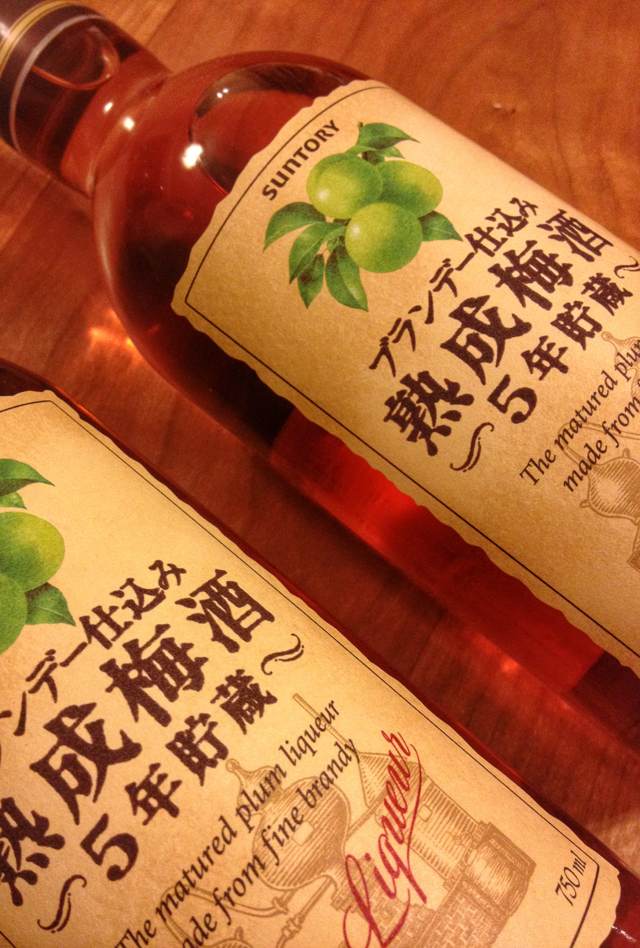 SUNTORY
ブランデー仕込み
熟成梅酒
~5年貯蔵~
The matured plum
made from
ランデー仕込み
熟成梅酒
~5年貯蔵~
The matured plum liqueur
made from fine brandy
Liqueur
750ml